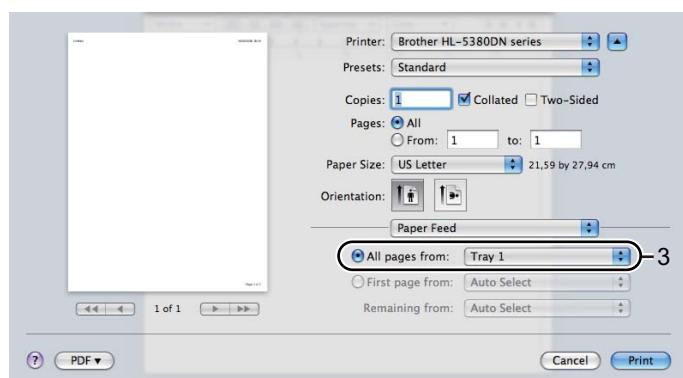 Printer: Brother HL-5380DN series
Presets: Standard
Copies: 1 Collated Two-Sided
Pages: All
From: 1 to: 1
Paper Size: US Letter 21,59 by 27,94 cm
Orientation:
Paper Feed
All pages from: Tray 1 3
First page from: Auto Select
Remaining from: Auto Select
1 of 1
? PDF Cancel Print